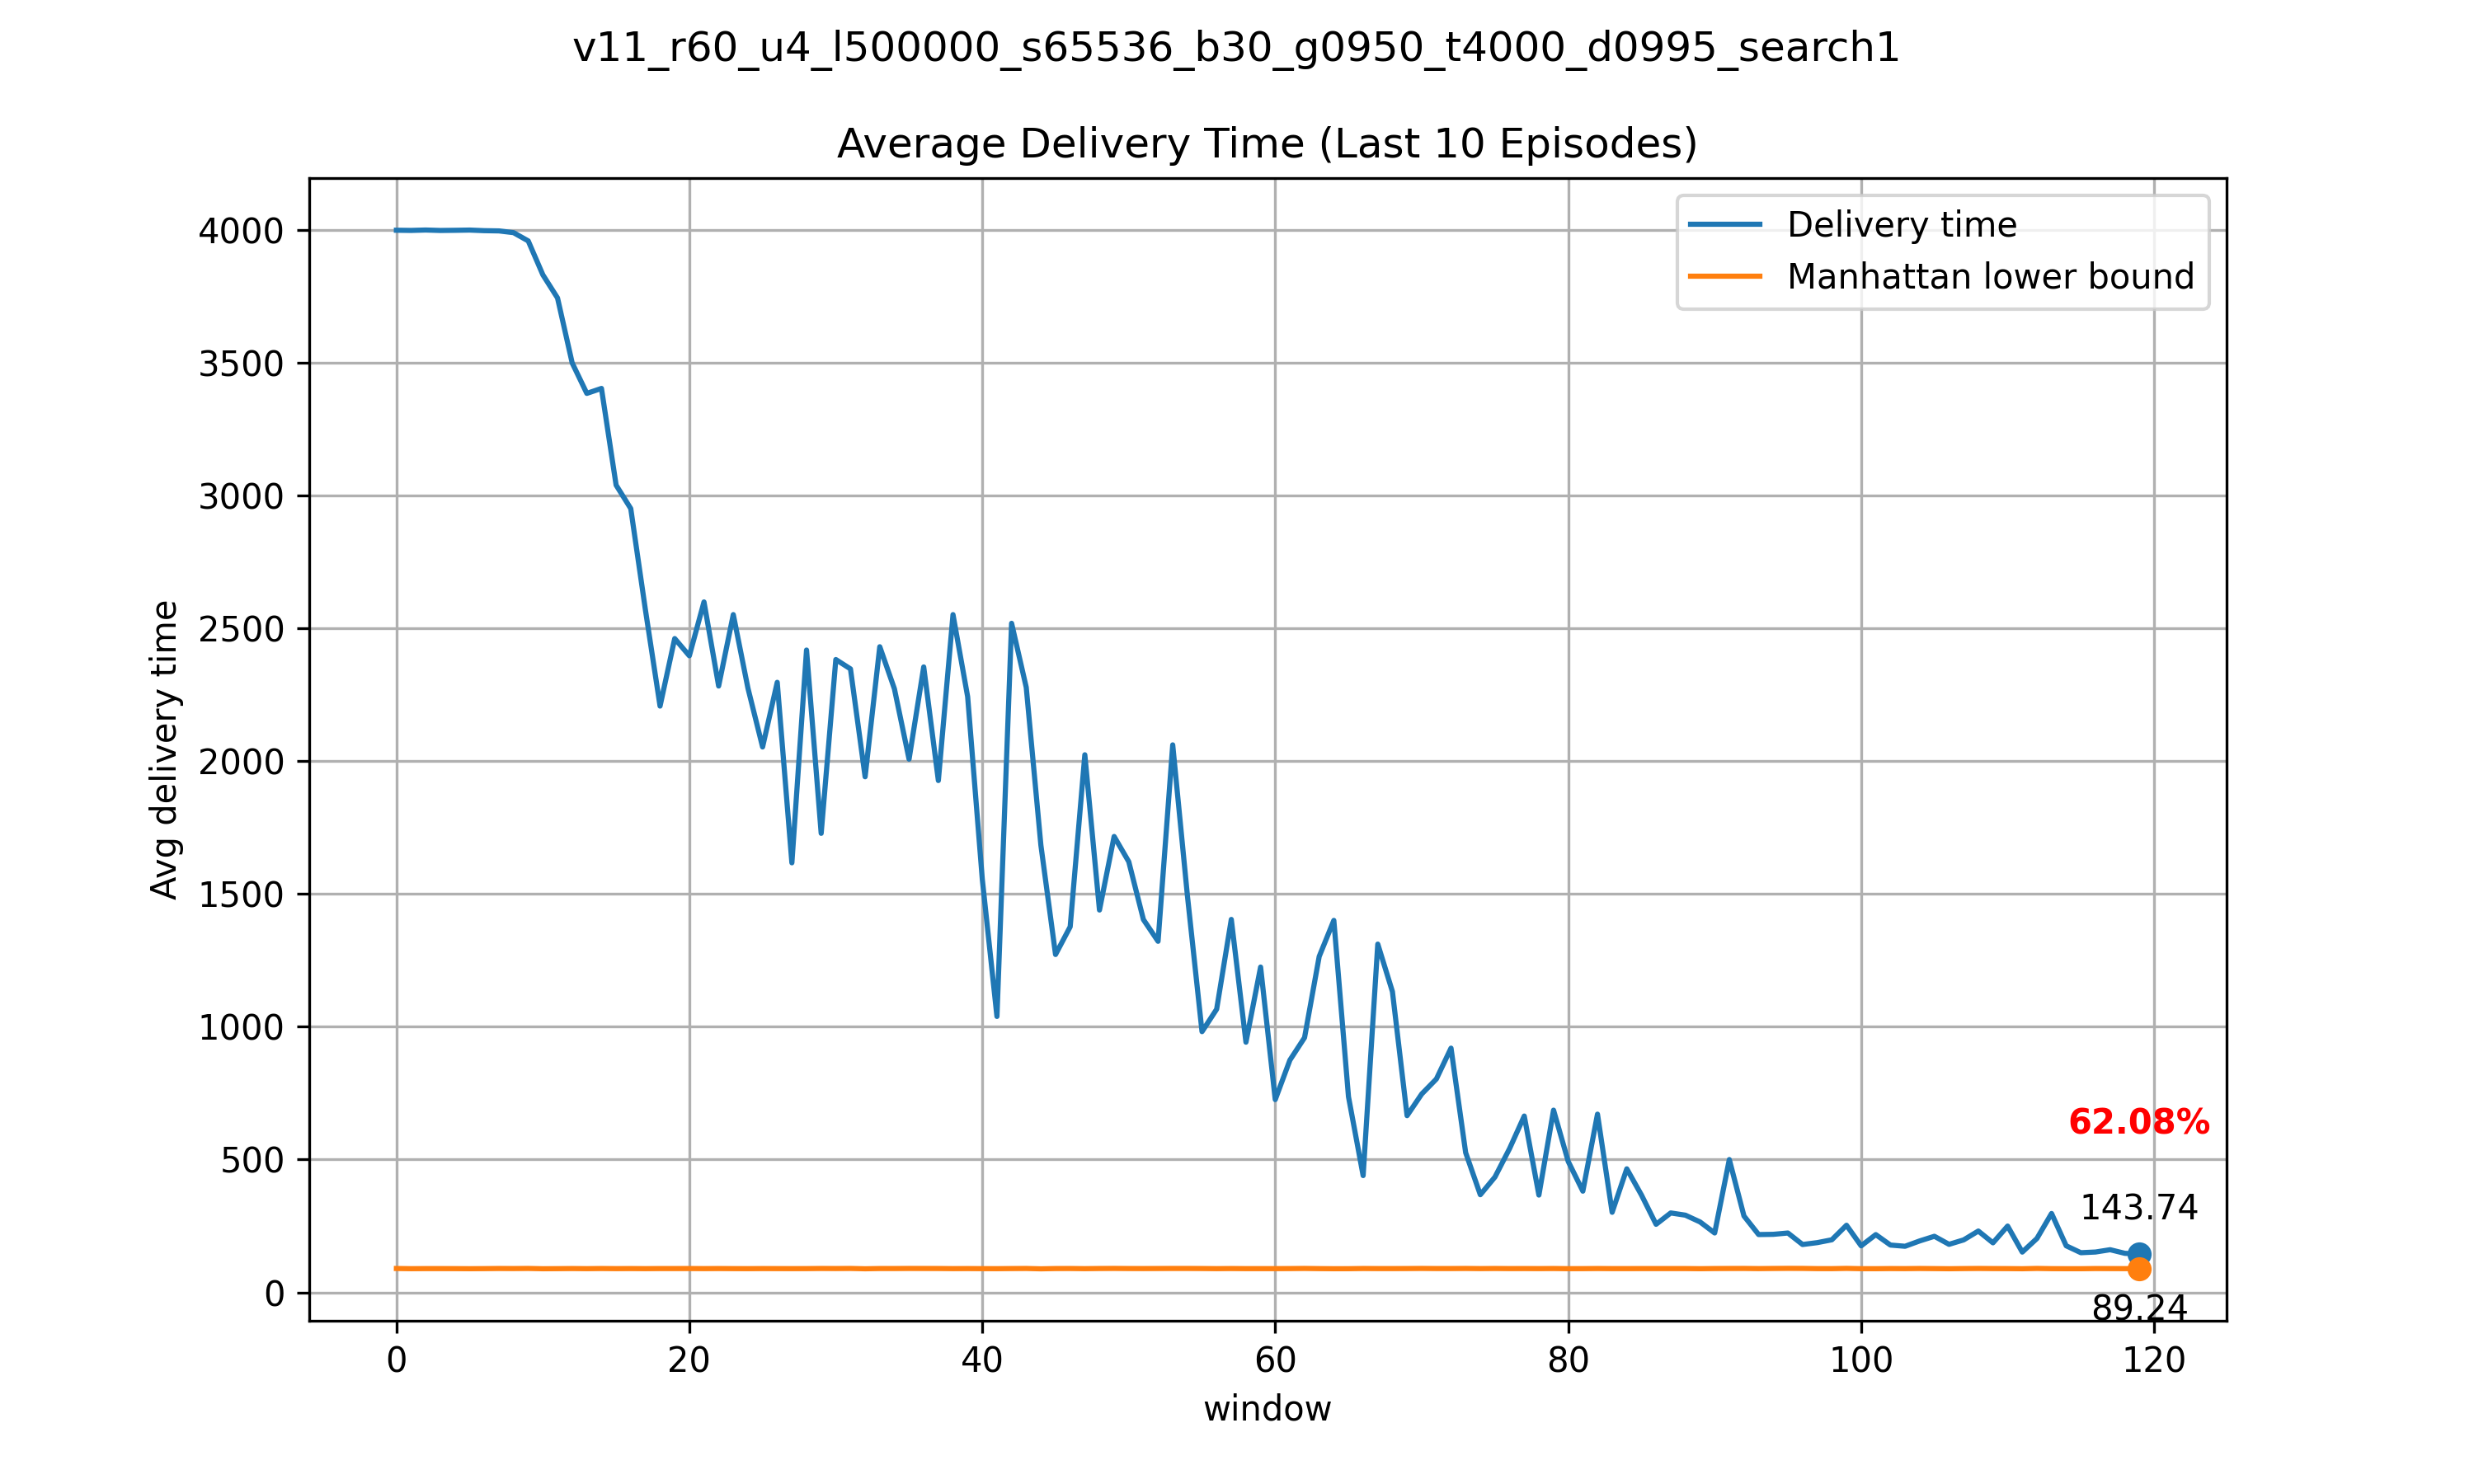 v11_r60_u4_l500000_s65536_b30_g0950_t4000_d0995_search1
Average Delivery Time (Last 10 Episodes)
Delivery time
Manhattan lower bound
Avg delivery time
4000
3500
3000
2500
2000
1500
1000
500
0
62.08%
143.74
89.24
0 20 40 60 80 100 120
window